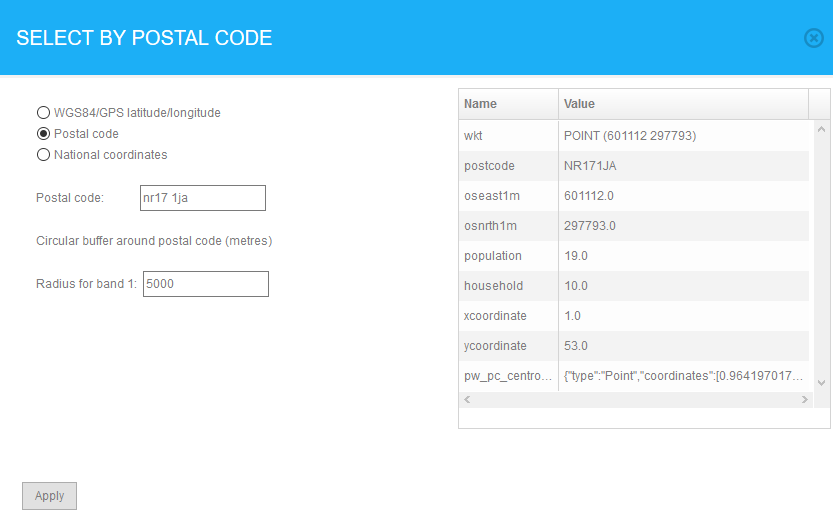 SELECT BY POSTAL CODE
WGS84/GPS latitude/longitude
Postal code
National coordinates
Postal code: nr17 1ja
Circular buffer around postal code (metres)
Radius for band 1: 5000
Apply
Name Value
wkt POINT (601112 297793)
postcode NR171JA
oseast1m 601112.0
osnrth1m 297793.0
population 19.0
household 10.0
xcoordinate 1.0
ycoordinate 53.0
pw_pc_centro... {"type":"Point","coordinates":[0.964197017...